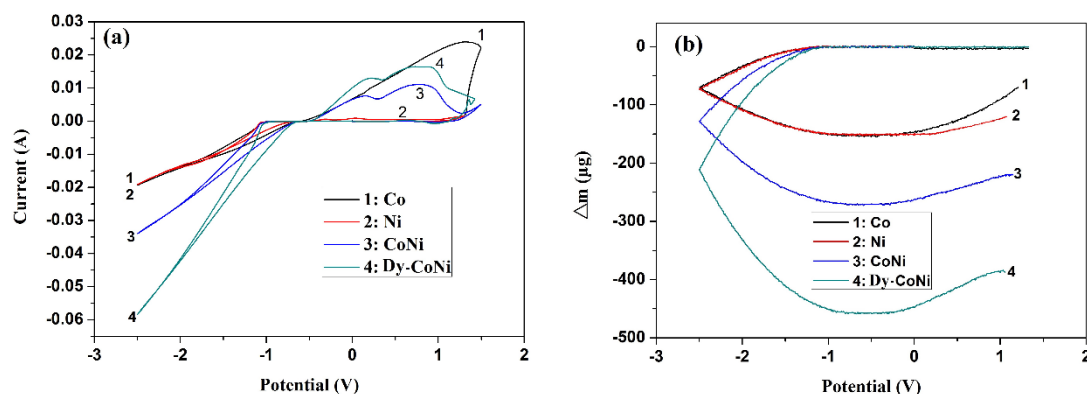 (a)
0.03
0.02
0.01
0.00
-0.01
-0.02
-0.03
-0.04
-0.05
-0.06
Current (A)
-3
-2
-1
0
1
2
Potential (V)
1
4
3
2
1
2
3
4
1: Co
2: Ni
3: CoNi
4: Dy-CoNi
(b)
0
-100
-200
-300
-400
-500
△m (µg)
-3
-2
-1
0
1
2
Potential (V)
1
2
3
4
1: Co
2: Ni
3: CoNi
4: Dy-CoNi